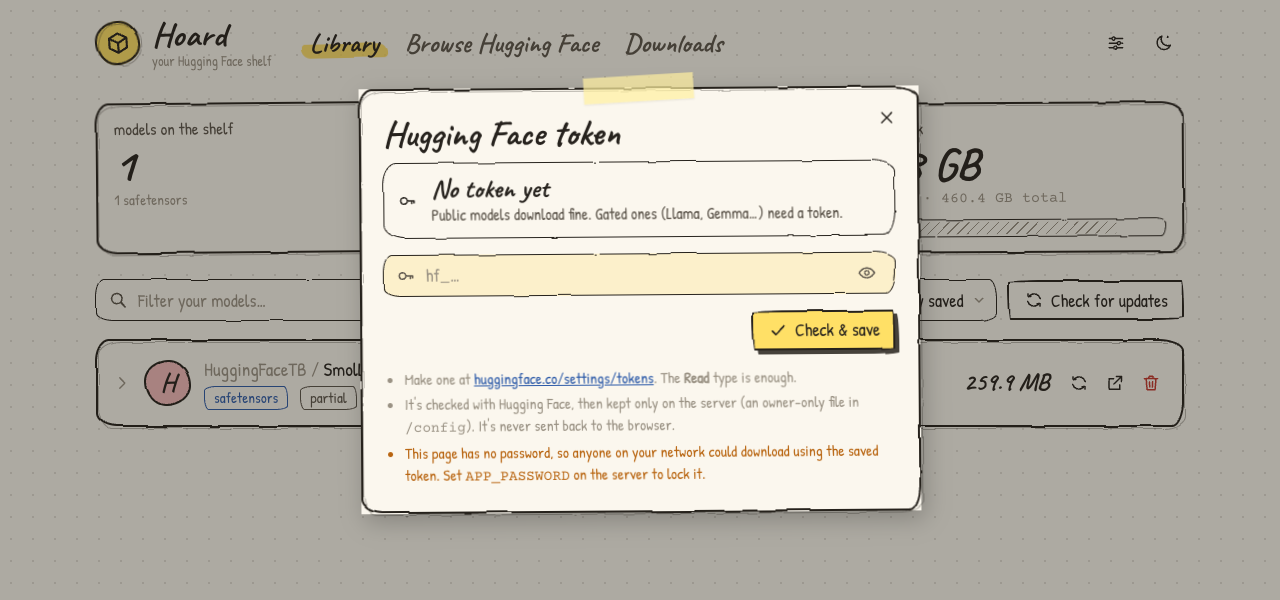 Hoard
your Hugging Face shelf
Library
Browse Hugging Face
Downloads
models on the shelf
1
1 safetensors
GB
· 460.4 GB total
Hugging Face token
No token yet
Public models download fine. Gated ones (Llama, Gemma…) need a token.
hf_…
Check & save
Make one at huggingface.co/settings/tokens. The Read type is enough.
It's checked with Hugging Face, then kept only on the server (an owner-only file in
/config). It's never sent back to the browser.
This page has no password, so anyone on your network could download using the saved
token. Set APP_PASSWORD on the server to lock it.
Filter your models…
saved
Check for updates
H
HuggingFaceTB /
safetensors
partial
259.9 MB